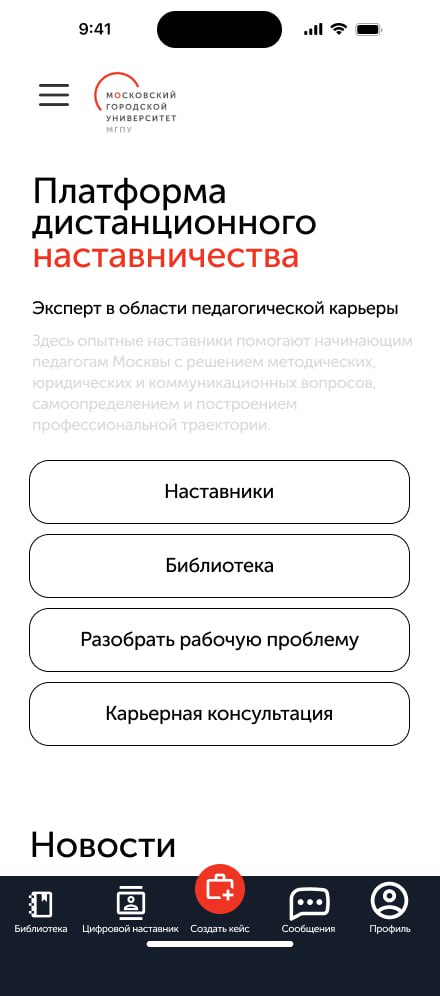 9:41
МОСКОВСКИЙ
ГОРОДСКОЙ
УНИВЕРСИТЕТ
МГПУ
Платформа
дистанционного
наставничества
Эксперт в области педагогической карьеры
Здесь опытные наставники помогают начинающим
педагогам Москвы с решением методических,
юридических и коммуникационных вопросов,
самоопределением и построением
профессиональной траектории.
Наставники
Библиотека
Разобрать рабочую проблему
Карьерная консультация
Новости
Библиотека
Цифровой наставник
Создать кейс
Сообщения
Профиль